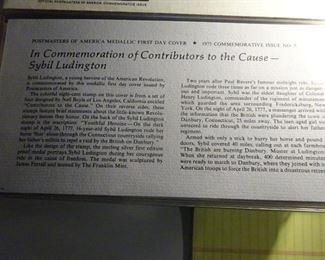 OFFICIAL POSTMASTERS OF AMERICA COMMEMORATIVE ISSUE
POSTMASTERS OF AMERICA MEDALLIC FIRST DAY COVER • 1975 COMMEMORATIVE ISSUE NO. 5
In Commemoration of Contributors to the Cause—
Sybil Ludington
Sybil Ludington, a young heroine of the American Revolution,
is commemorated by this medallic first day cover issued by
Postmasters of America.
The colorful eight-cent stamp on this cover is from a set of
four designed by Neil Boyle of Los Angeles, California entitled
"Contributors to the Cause." On their reverse sides, these
stamps feature information about the little known Revolutionary
heroes they honor. On the back of the Sybil Ludington
stamp is the inscription: "Youthful Heroine—On the dark
night of April 26, 1777, 16-year-old Sybil Ludington rode her
horse 'Star' alone through the Connecticut countryside rallying
her father's militia to repel a raid by the British on Danbury."
Like the design of the stamp, the sterling silver first edition
proof medal portrays Sybil Ludington during her courageous
ride in the cause of freedom. The medal was sculptured by
James Ferrell and minted by The Franklin Mint.
Two years after Paul Revere's famous midnight ride,
Ludington rode three times as far on a mission just as
and important. Sybil was the oldest daughter of Colonel
Henry Ludington, commander of the regiment of
which guarded the area surrounding Fredericksburg, New
York. On the night of April 26, 1777, a messenger arrived with
the information that the British were plundering the town of
Danbury, Connecticut, 25 miles away. The teen aged girl
to ride through the countryside to alert her father's
regiment.
Armed with only a stick to hurry her horse and pound
doors, Sybil covered 40 miles, calling out at each farmhouse
"The British are burning Danbury. Muster at Ludington's
When she returned at daybreak, 400 determined
were ready to march to Danbury, where they joined with
American troops to force the British into a disastrous retreat